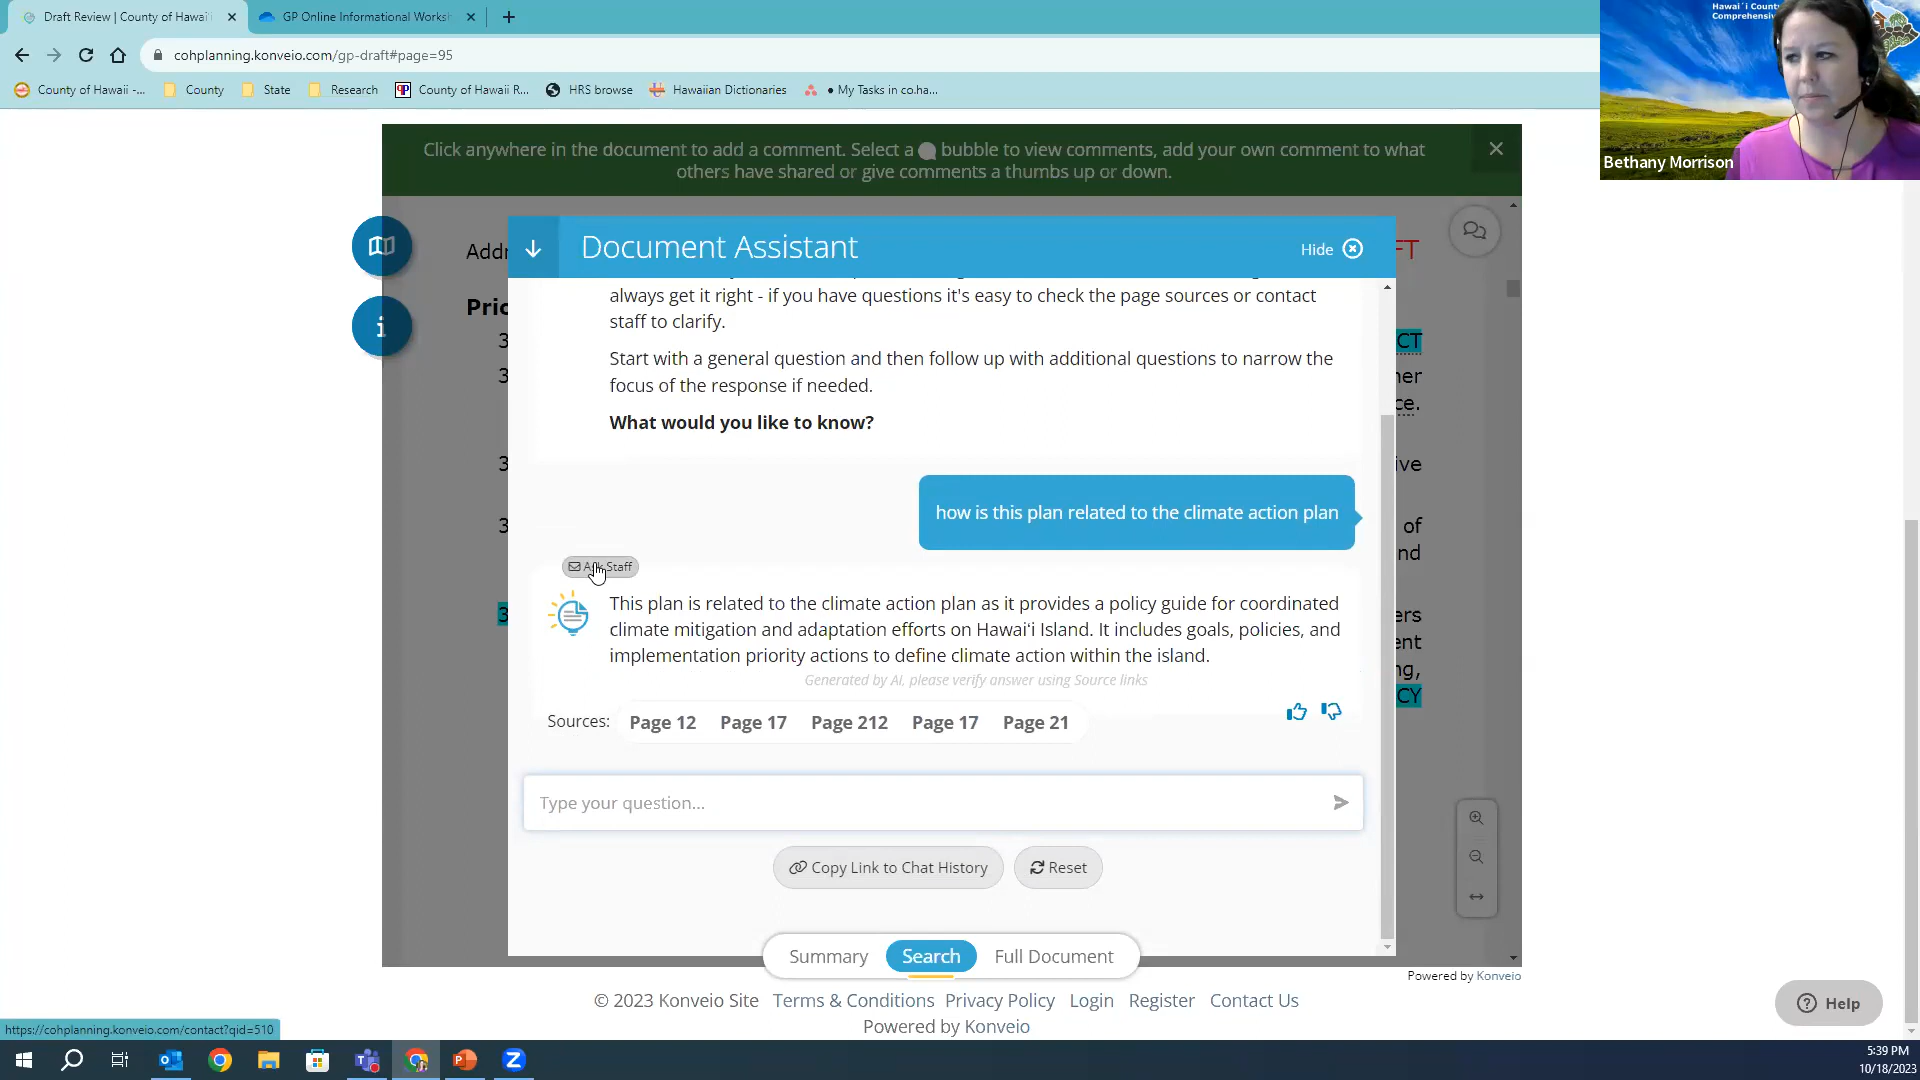 Draft Review | County of Hawai'i
GP Online Informational Worksh
cohplanning.konveio.com/gp-draft#page=95
County of Hawaii -...
County
State
Research
County of Hawaii R...
HRS browse
Hawaiian Dictionaries
● My Tasks in co.ha...
Hawaiʻi County
Comprehensive
Bethany Morrison
Click anywhere in the document to add a comment. Select a bubble to view comments, add your own comment to what
others have shared or give comments a thumbs up or down.
Document Assistant
Hide
always get it right - if you have questions it's easy to check the page sources or contact
staff to clarify.
Start with a general question and then follow up with additional questions to narrow the
focus of the response if needed.
What would you like to know?
how is this plan related to the climate action plan
Ask Staff
This plan is related to the climate action plan as it provides a policy guide for coordinated
climate mitigation and adaptation efforts on Hawaiʻi Island. It includes goals, policies, and
implementation priority actions to define climate action within the island.
Generated by AI, please verify answer using Source links
Sources: Page 12 Page 17 Page 212 Page 17 Page 21
Type your question...
Copy Link to Chat History
Reset
Summary
Search
Full Document
Powered by Konveio
© 2023 Konveio Site Terms & Conditions Privacy Policy Login Register Contact Us
Powered by Konveio
Help
https://cohplanning.konveio.com/contact?qid=510
5:39 PM
10/18/2023